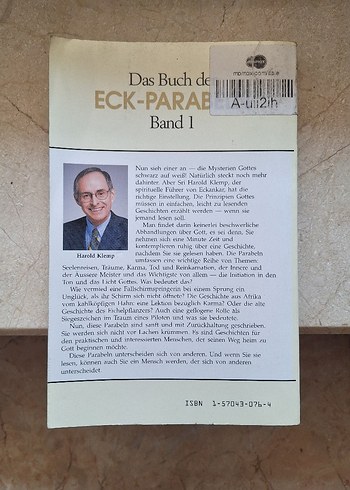 Das Buch de
ECK-PARAB
Band 1
momox
A-ui2ih
Nun sieh einer an — die Mysterien Gottes
schwarz auf weiß! Natürlich steckt noch mehr
dahinter. Aber Sri Harold Klemp, der
spirituelle Führer von Eckankar, hat die
richtige Einstellung. Die Prinzipien Gottes
müssen in einfachen, leicht zu lesenden
Geschichten erzählt werden — wenn sie
jemand lesen soll.
Man findet darin keinerlei beschwerliche
Abhandlungen über Gott, es sei denn, Sie
nehmen sich eine Minute Zeit und
kontemplieren ruhig über eine Geschichte,
nachdem Sie sie gelesen haben. Die Parabeln
umfassen eine wichtige Reihe von Themen:
Harold Klemp
Seelenreisen, Träume, Karma, Tod und Reinkarnation, der Innere und
der Äussere Meister und das Wichtigste von allem — die Initiation in den
Ton und das Licht Gottes. Was bedeutet das?
Wie vermied eine Fallschirmspringerin bei einem Sprung ein
Unglück, als ihr Schirm sich nicht öffnete? Die Geschichte aus Afrika
vom kahlköpfigen Hahn: eine Lektion bezüglich Karma? Oder die alte
Geschichte des Eichelpflanzers? Auch eine geflogene Rolle als
Siegeszeichen im Traum eines Piloten und was sie bedeutete.
Nun, diese Parabeln sind sanft und mit Zurückhaltung geschrieben.
Sie werden sich nicht vor Lachen krümmen. Es sind Geschichten für
den praktischen und interessierten Menschen, der seinen Weg heim zu
Gott beginnen möchte.
Diese Parabeln unterscheiden sich von anderen. Und wenn Sie sie
lesen, können auch Sie ein Mensch werden, der sich von anderen
unterscheidet.
ISBN 1-57043-076-4